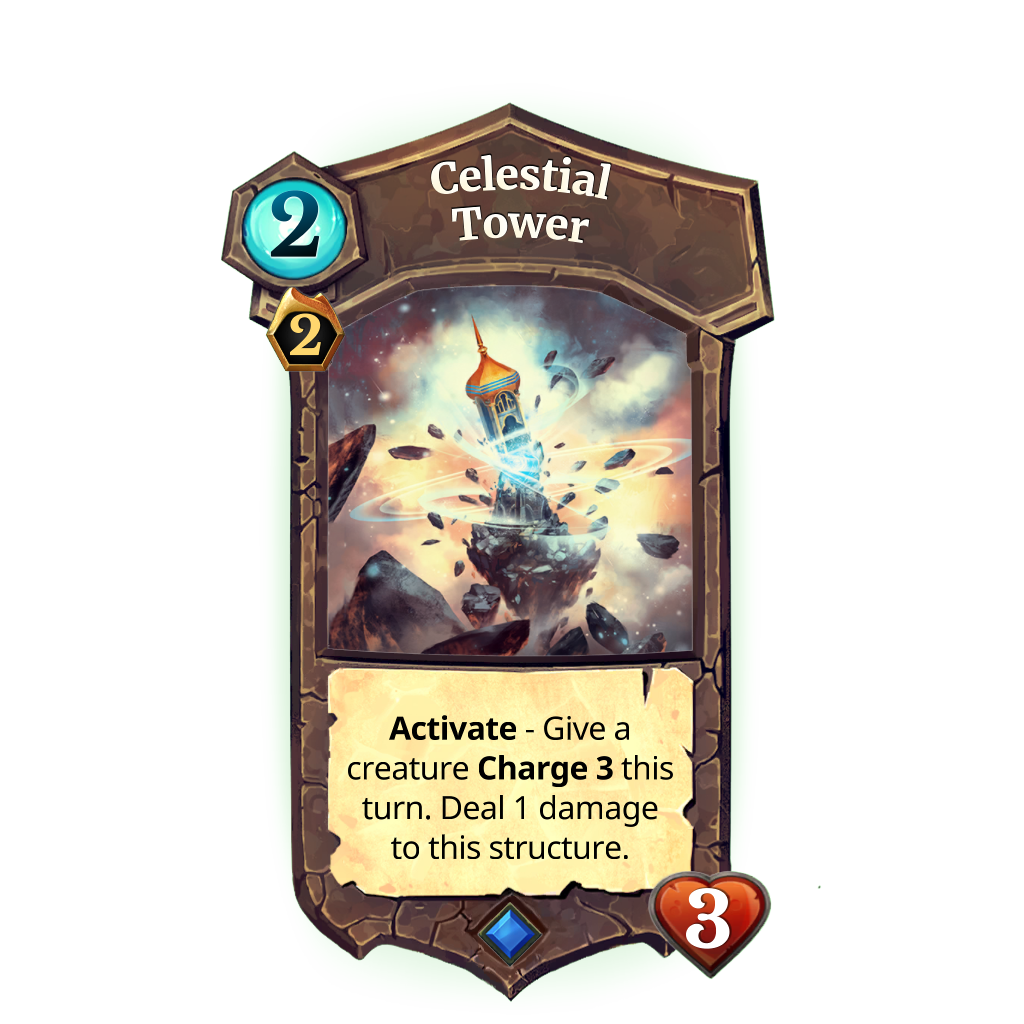 Celestial
Tower
2
2
Activate - Give a
creature Charge 3 this
turn. Deal 1 damage
to this structure.
3